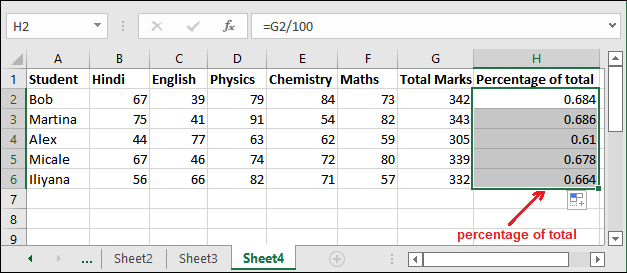 H2 =G2/100
A B C D E F G H
1 Student Hindi English Physics Chemistry Maths Total Marks Percentage of total
2 Bob 67 39 79 84 73 342 0.684
3 Martina 75 41 91 54 82 343 0.686
4 Alex 44 77 63 62 59 305 0.61
5 Micale 67 46 74 72 80 339 0.678
6 Iliyana 56 66 82 71 57 332 0.664
7
8
percentage of total
9
... Sheet2 Sheet3 Sheet4